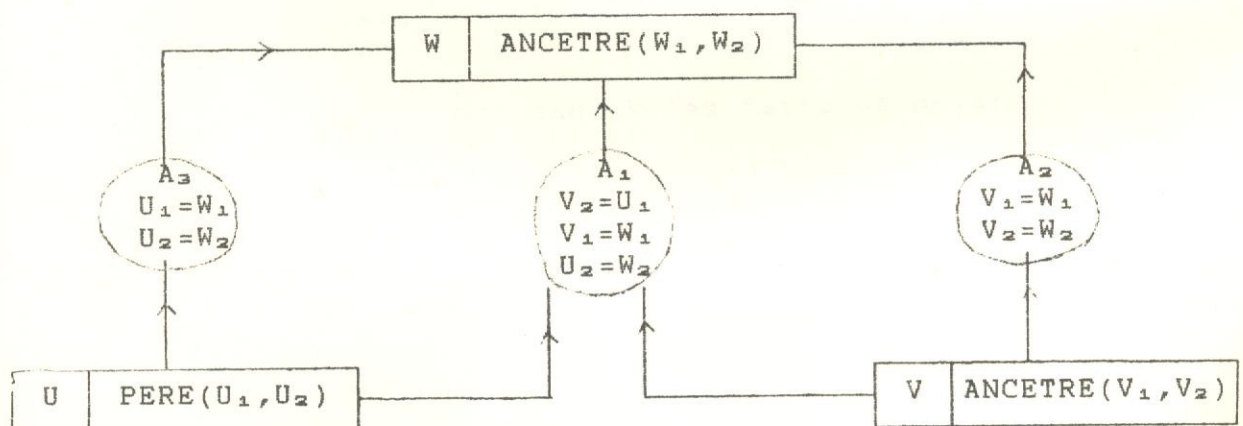 W ANCETRE(W₁,W₂)
A₃
U₁=W₁
U₂=W₂
A₁
V₂=U₁
V₁=W₁
U₂=W₂
A₂
V₁=W₁
V₂=W₂
U PERE(U₁,U₂)
V ANCETRE(V₁,V₂)